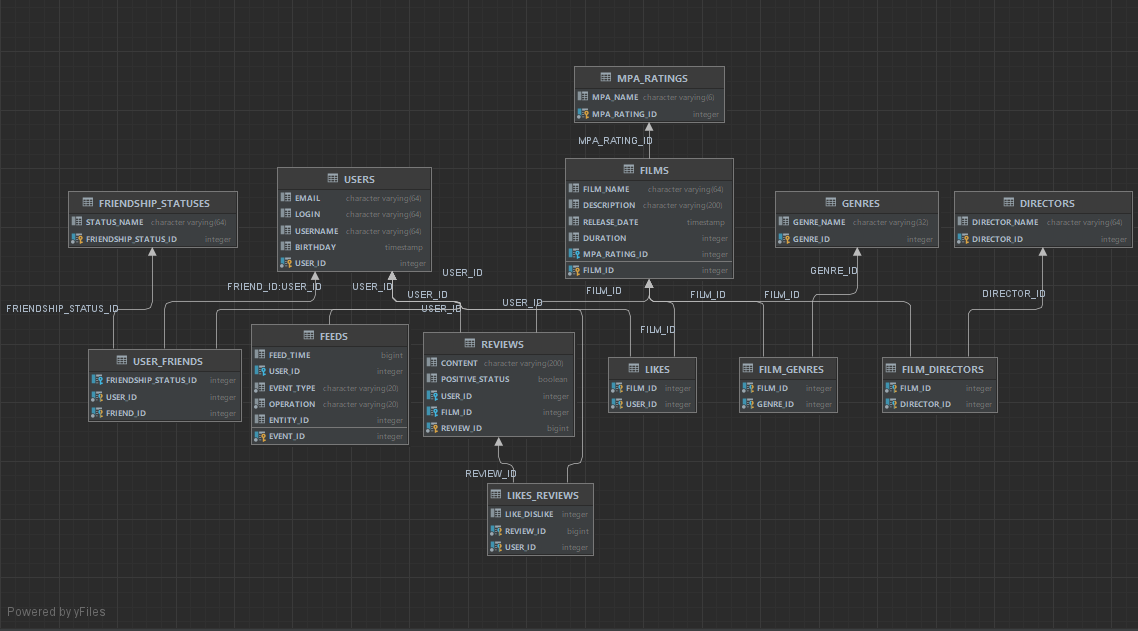 MPA_RATINGS
MPA_NAME character varying(6)
MPA_RATING_ID integer
MPA_RATING_ID
FILMS
FILM_NAME character varying(64)
DESCRIPTION character varying(200)
RELEASE_DATE timestamp
DURATION integer
MPA_RATING_ID integer
FILM_ID integer
USERS
EMAIL character varying(64)
LOGIN character varying(64)
USERNAME character varying(64)
BIRTHDAY timestamp
USER_ID integer
FRIENDSHIP_STATUSES
STATUS_NAME character varying(64)
FRIENDSHIP_STATUS_ID integer
GENRES
GENRE_NAME character varying(32)
GENRE_ID integer
DIRECTORS
DIRECTOR_NAME character varying(64)
DIRECTOR_ID integer
USER_ID
GENRE_ID
FRIEND_ID:USER_ID
USER_ID
USER_ID
FILM_ID
FILM_ID
FILM_ID
DIRECTOR_ID
FRIENDSHIP_STATUS_ID
USER_ID
USER_ID
FILM_ID
USER_FRIENDS
FRIENDSHIP_STATUS_ID integer
USER_ID integer
FRIEND_ID integer
FEEDS
FEED_TIME bigint
USER_ID integer
EVENT_TYPE character varying(20)
OPERATION character varying(20)
ENTITY_ID integer
EVENT_ID integer
REVIEWS
CONTENT character varying(200)
POSITIVE_STATUS boolean
USER_ID integer
FILM_ID integer
REVIEW_ID bigint
LIKES
FILM_ID integer
USER_ID integer
FILM_GENRES
FILM_ID integer
GENRE_ID integer
FILM_DIRECTORS
FILM_ID integer
DIRECTOR_ID integer
REVIEW_ID
LIKES_REVIEWS
LIKE_DISLIKE integer
REVIEW_ID bigint
USER_ID integer
Powered by yFiles